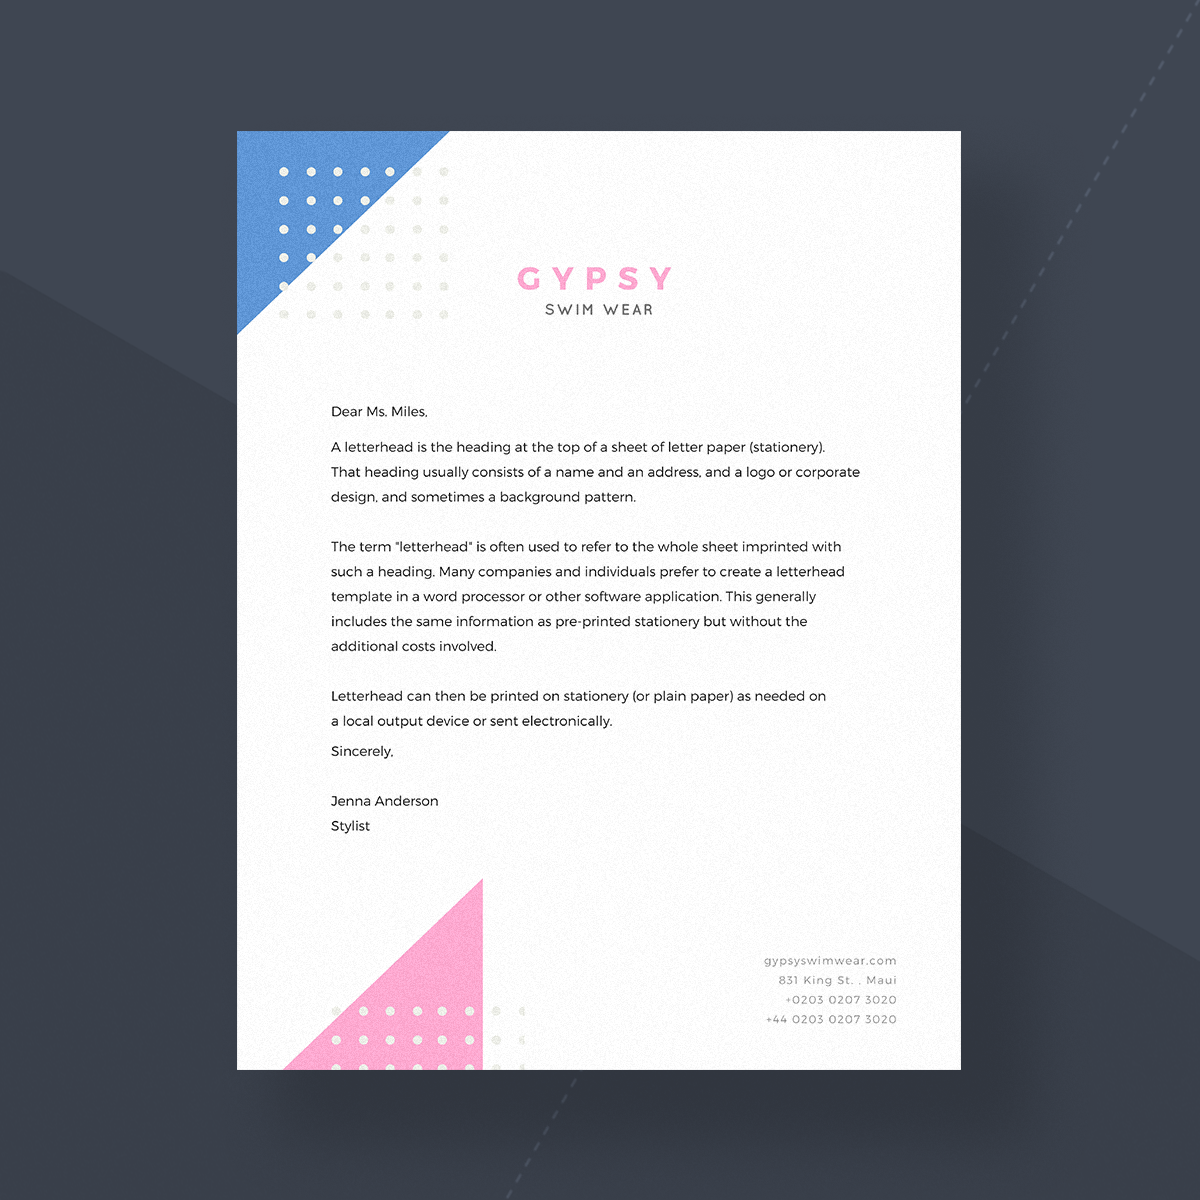 GYPSY
SWIM WEAR
Dear Ms. Miles,
A letterhead is the heading at the top of a sheet of letter paper (stationery).
That heading usually consists of a name and an address, and a logo or corporate
design, and sometimes a background pattern.
The term "letterhead" is often used to refer to the whole sheet imprinted with
such a heading. Many companies and individuals prefer to create a letterhead
template in a word processor or other software application. This generally
includes the same information as pre-printed stationery but without the
additional costs involved.
Letterhead can then be printed on stationery (or plain paper) as needed on
a local output device or sent electronically.
Sincerely,
Jenna Anderson
Stylist
gypsyswimwear.com
831 King St. , Maui
+0203 0207 3020
+44 0203 0207 3020